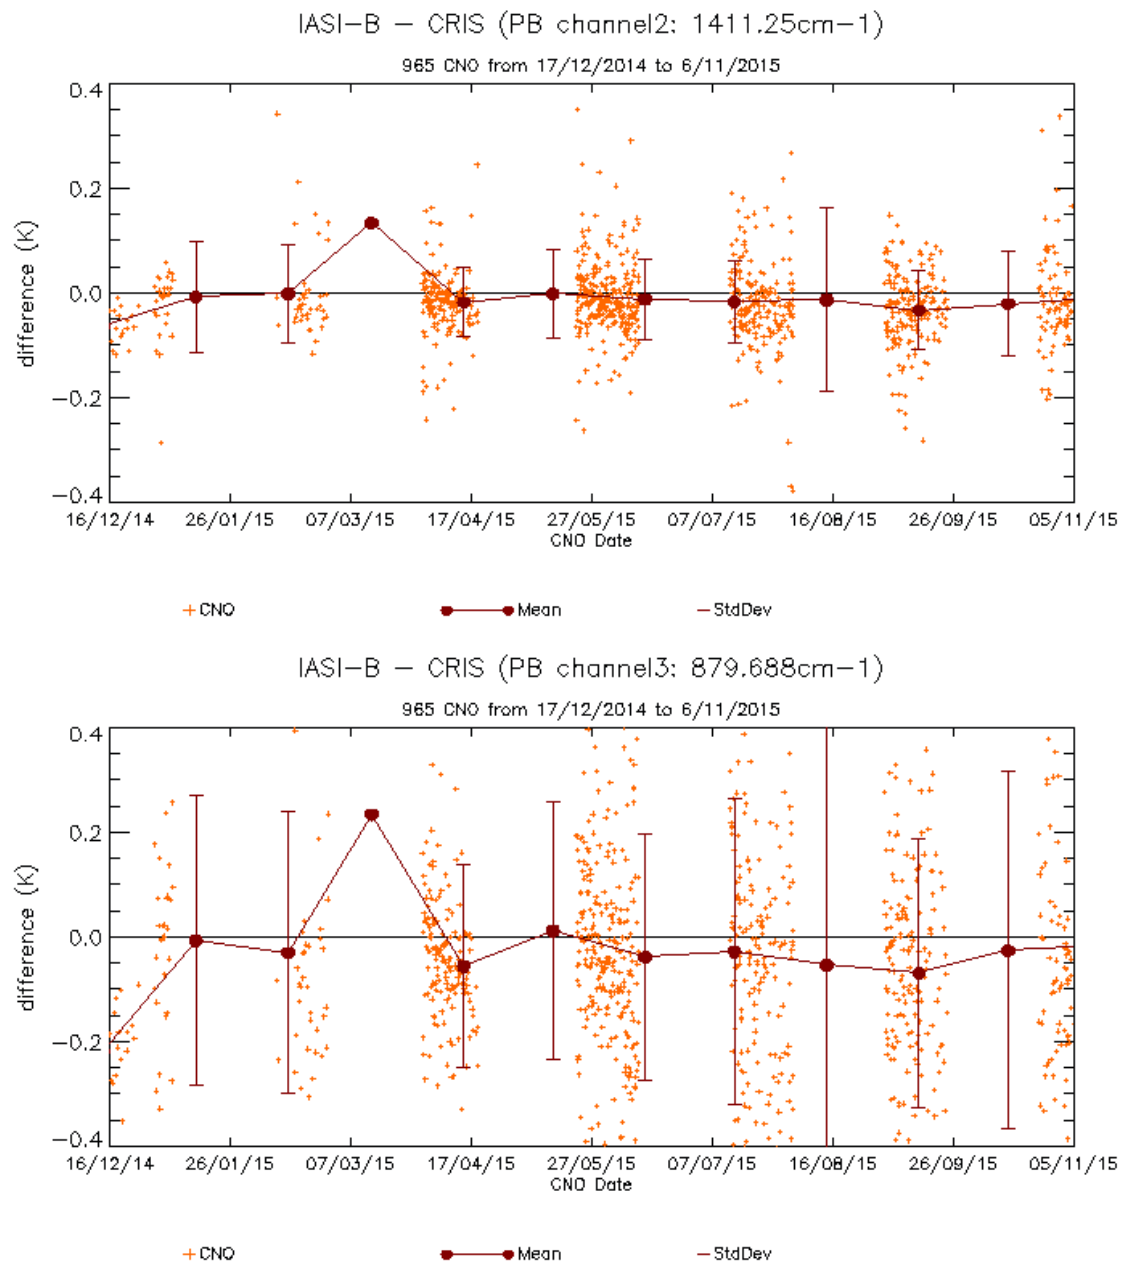 IASI-B - CRIS (PB channel2: 1411.25cm-1)
965 CNO from 17/12/2014 to 6/11/2015
0.4
0.2
0.0
-0.2
-0.4
difference (K)
16/12/14 26/01/15 07/03/15 17/04/15 27/05/15 07/07/15 16/08/15 26/09/15 05/11/15
CNO Date
CNO Mean StdDev
IASI-B - CRIS (PB channel3: 879.688cm-1)
965 CNO from 17/12/2014 to 6/11/2015
0.4
0.2
0.0
-0.2
-0.4
difference (K)
16/12/14 26/01/15 07/03/15 17/04/15 27/05/15 07/07/15 16/08/15 26/09/15 05/11/15
CNO Date
CNO Mean StdDev